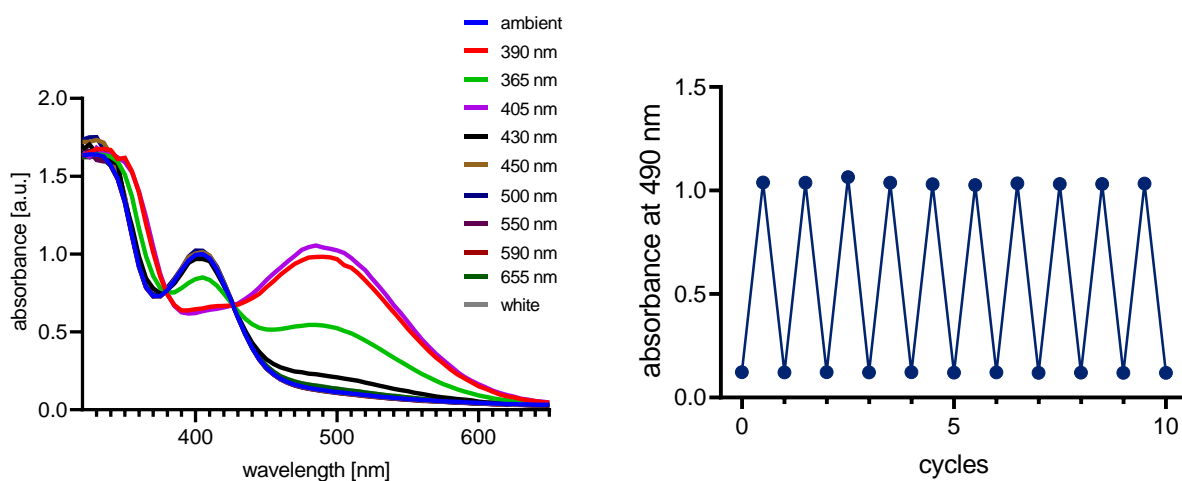 ambient
390 nm
365 nm
405 nm
430 nm
450 nm
500 nm
550 nm
590 nm
655 nm
white
absorbance [a.u.]
2.0
1.5
1.0
0.5
0.0
400
500
600
wavelength [nm]
absorbance at 490 nm
1.5
1.0
0.5
0.0
0
5
10
cycles